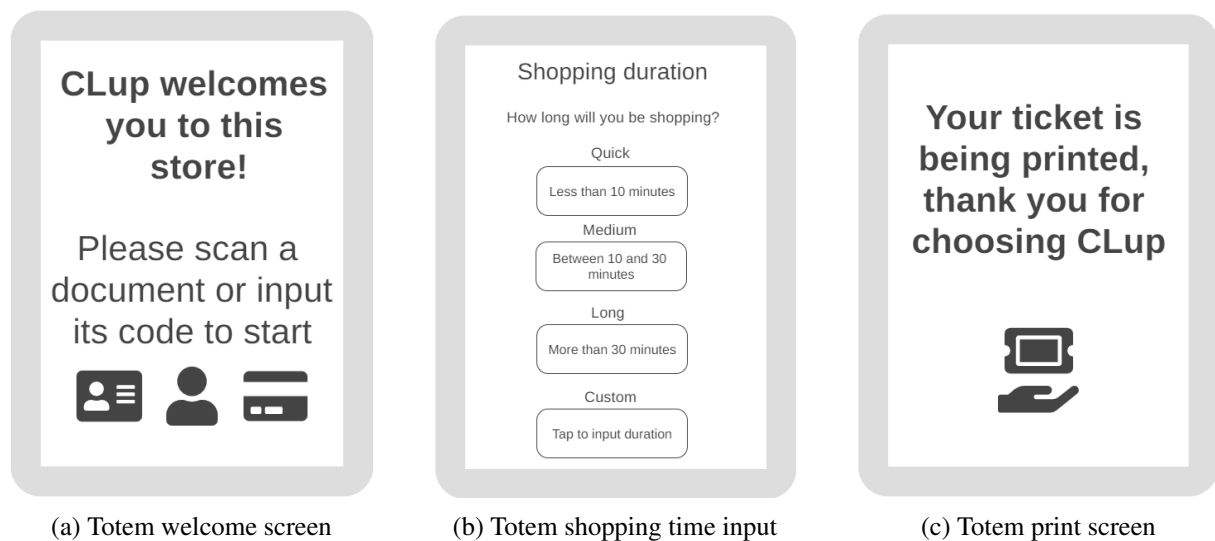 CLup welcomes
you to this
store!
Please scan a
document or input
its code to start
(a) Totem welcome screen
Shopping duration
How long will you be shopping?
Quick
Less than 10 minutes
Medium
Between 10 and 30
minutes
Long
More than 30 minutes
Custom
Tap to input duration
(b) Totem shopping time input
Your ticket is
being printed,
thank you for
choosing CLup
(c) Totem print screen